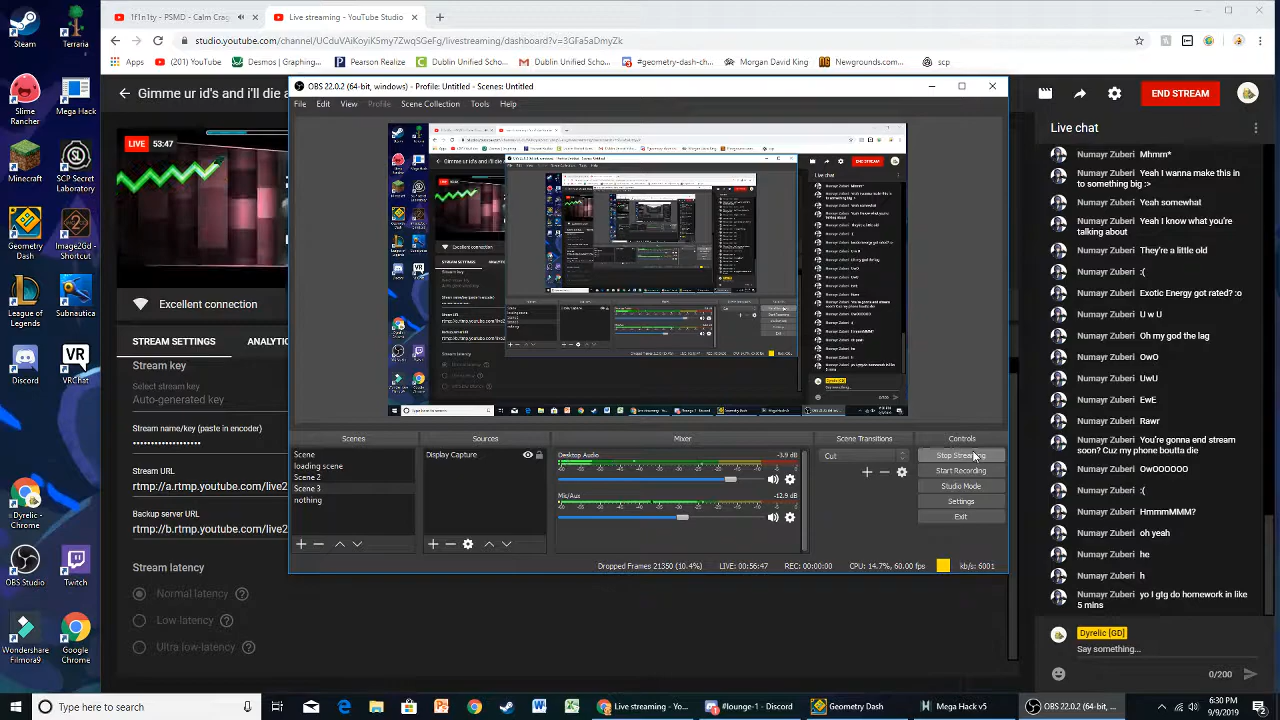 1f1n1ty - PSMD - Calm Crag
Live streaming - YouTube Studio
studio.youtube.com/channel/UCduVAiKoyiKSmy7ZwqSGeFg/livestreaming/dashboard?v=3GFa5aDmyZk
Apps
(201) YouTube
Desmos | Graphing...
Pearson Realize
Dublin Unified Scho...
Dublin Unified Scho...
#geometry-dash-ch...
Morgan David King...
Newgrounds.com...
scp
Steam
Terraria
Slime Rancher
Mega Hack
Minecraft
Geometry
Image2Gd - Shortcut
Discord
VRChat
Dylan - Chrome
Google Chrome
OBS Studio
Twitch
Wondershare Filmora9
Gimme ur id's and i'll die a
END STREAM
LIVE
53:47
Excellent connection
Stream key
Select stream key
Auto-generated key
Stream name/key (paste in encoder)
Stream URL
rtmp://a.rtmp.youtube.com/live2
Backup server URL
rtmp://b.rtmp.youtube.com/live2
Stream latency
Normal latency
Low-latency
Ultra low-latency
OBS 22.0.2 (64-bit, windows) - Profile: Untitled - Scenes: Untitled
File
Edit
View
Profile
Scene Collection
Tools
Help
Scenes
Sources
Mixer
Scene Transitions
Controls
Scene
loading scene
Scene 2
Scene 3
nothing
Display Capture
Desktop Audio
-3.9 dB
Mic/Aux
-12.9 dB
Cut
Stop Streaming
Start Recording
Studio Mode
Settings
Exit
Dropped Frames 21350 (10.4%)
LIVE: 00:56:47
REC: 00:00:00
CPU: 14.7%, 60.00 fps
kb/s: 6001
chat
Numayr Zuberi Mhmm*
Numayr Zuberi Yeah I wanna make this in
to something big :>
Numayr Zuberi Yeah somewhat
Numayr Zuberi Yeah I know what you're
talking about
Numayr Zuberi They're a little old
Numayr Zuberi :(
Numayr Zuberi Exotic Energy got rated? :o
Numayr Zuberi U w U
Numayr Zuberi Oh my god the lag
Numayr Zuberi OwO
Numayr Zuberi UwU
Numayr Zuberi EwE
Numayr Zuberi Rawr
Numayr Zuberi You're gonna end stream
soon? Cuz my phone boutta die
Numayr Zuberi OwOOOOOO
Numayr Zuberi :(
Numayr Zuberi HmmmMMM?
Numayr Zuberi oh yeah
Numayr Zuberi he
Numayr Zuberi h
Numayr Zuberi yo I gtg do homework in like
5 mins
Dyrelic [GD]
Say something...
0/200
Type here to search
Live streaming - Yo...
#lounge-1 - Discord
Geometry Dash
Mega Hack v5
OBS 22.0.2 (64-bit, ...
6:20 PM
9/9/2019